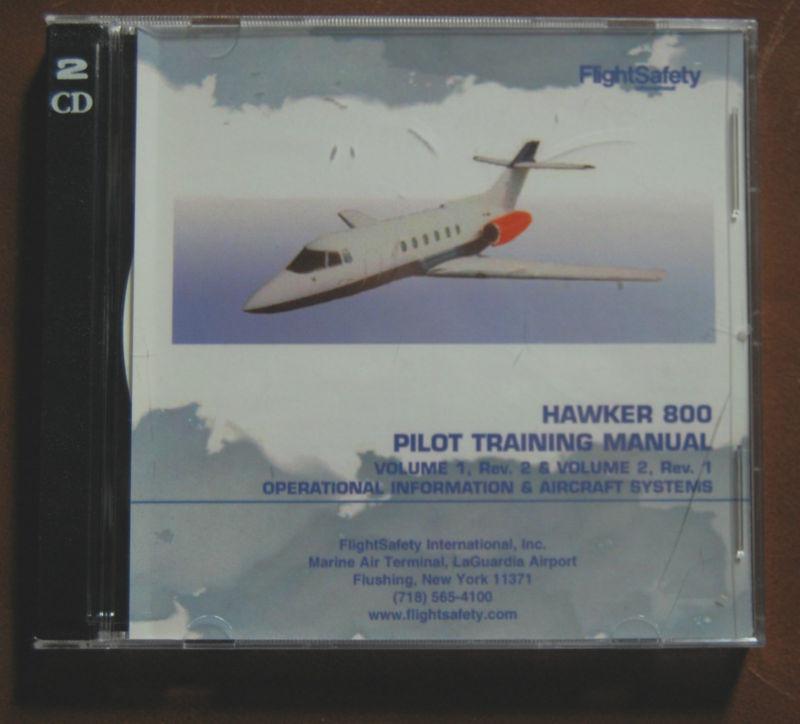 2
CD
FlightSafety
international
HAWKER 800
PILOT TRAINING MANUAL
VOLUME 1, Rev. 2 & VOLUME 2, Rev. 1
OPERATIONAL INFORMATION & AIRCRAFT SYSTEMS
FlightSafety International, Inc.
Marine Air Terminal, LaGuardia Airport
Flushing, New York 11371
(718) 565-4100
www.flightsafety.com